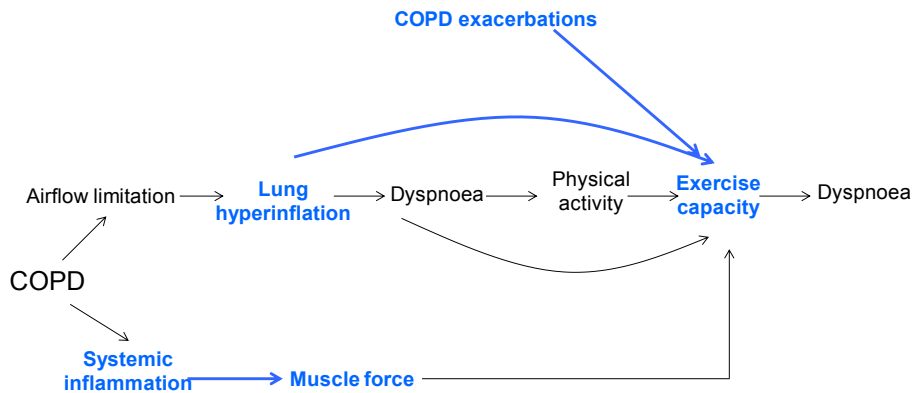 COPD exacerbations
Airflow limitation
Lung
hyperinflation
Dyspnoea
Physical
activity
Exercise
capacity
Dyspnoea
COPD
Systemic
inflammation
Muscle force